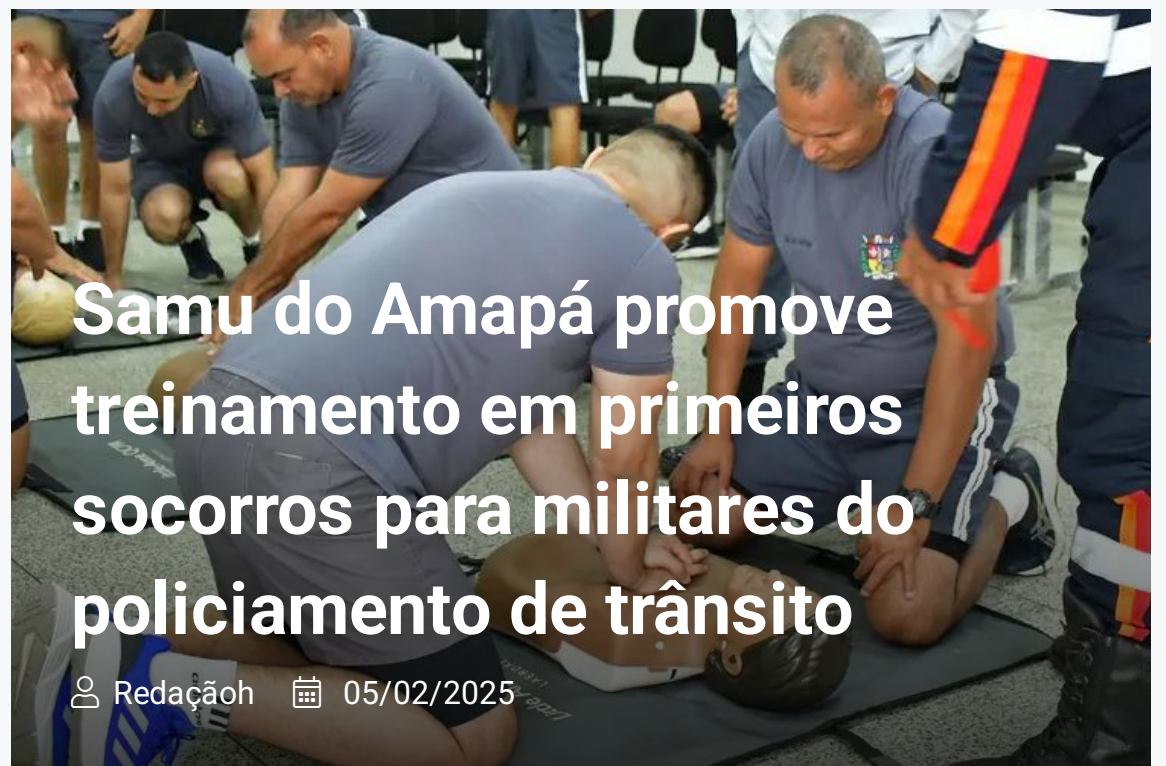 Samu do Amapá promove
treinamento em primeiros
socorros para militares do
policiamento de trânsito
Redaçãoh 05/02/2025